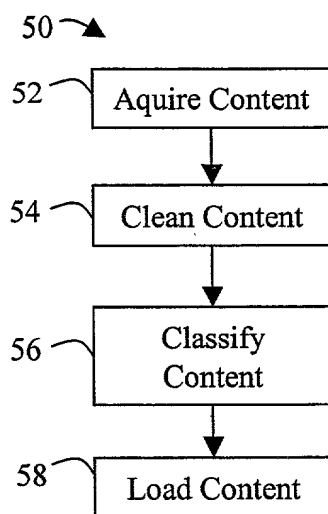 50
52
Aquire Content
54
Clean Content
56
Classify
Content
58
Load Content